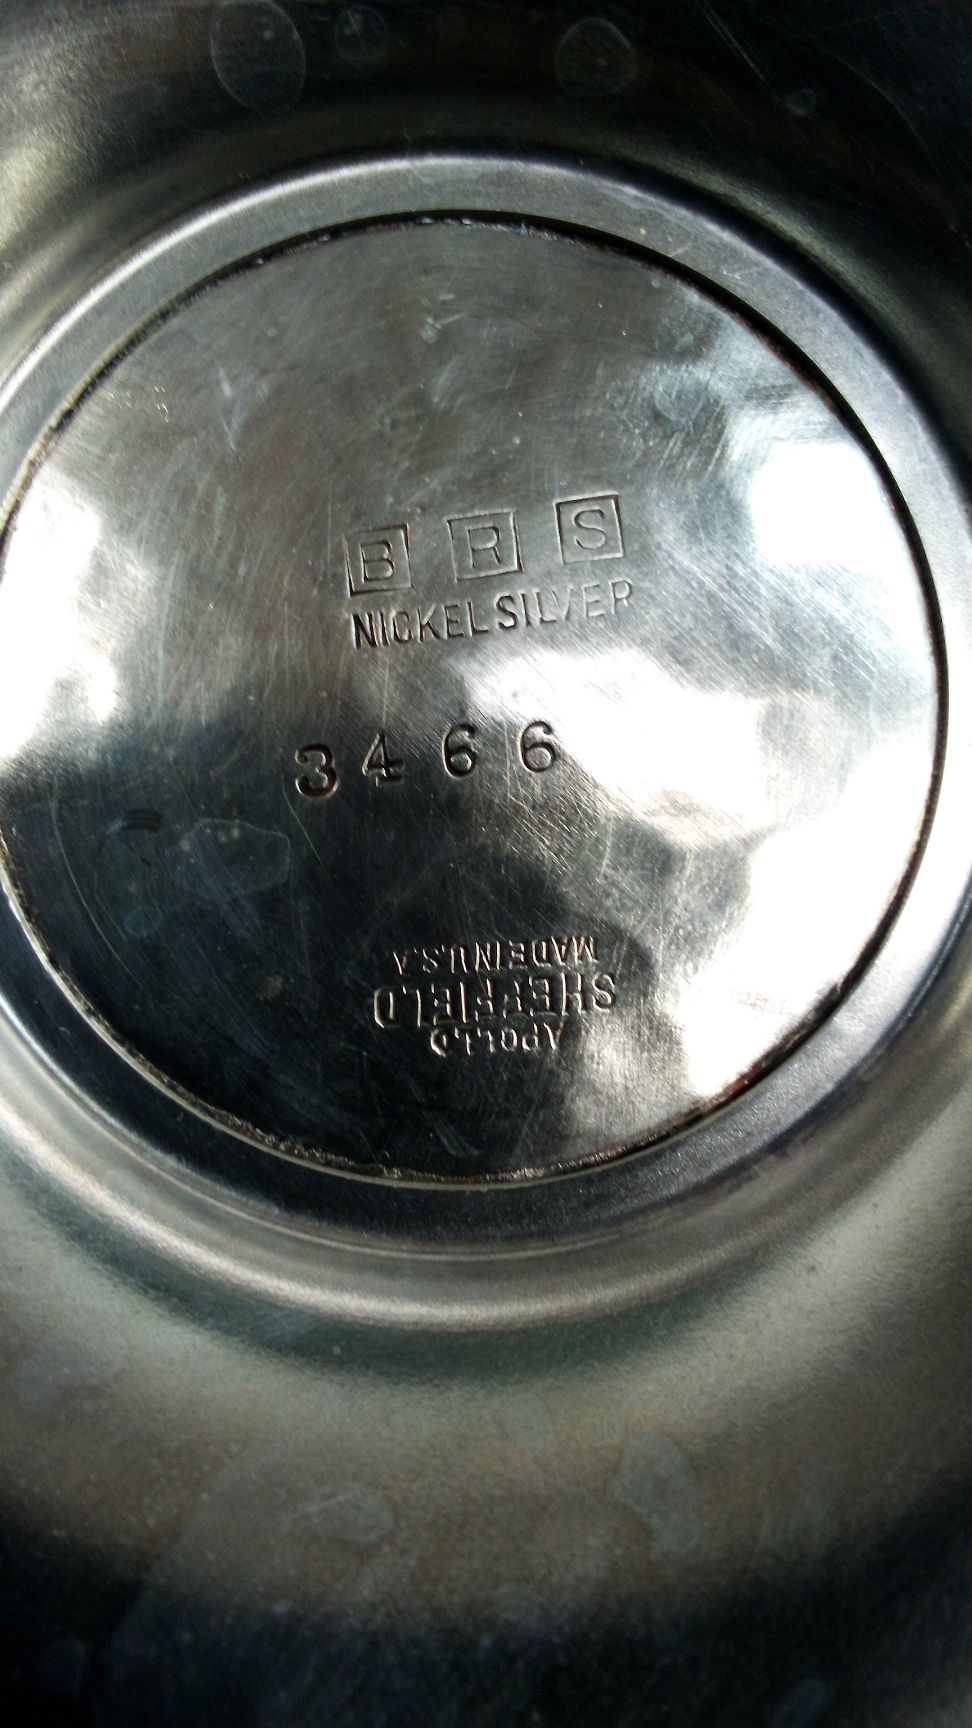 B R S
NICKEL SILVER
3466
APOLLO
SHEFFIELD
MADE IN U.S.A